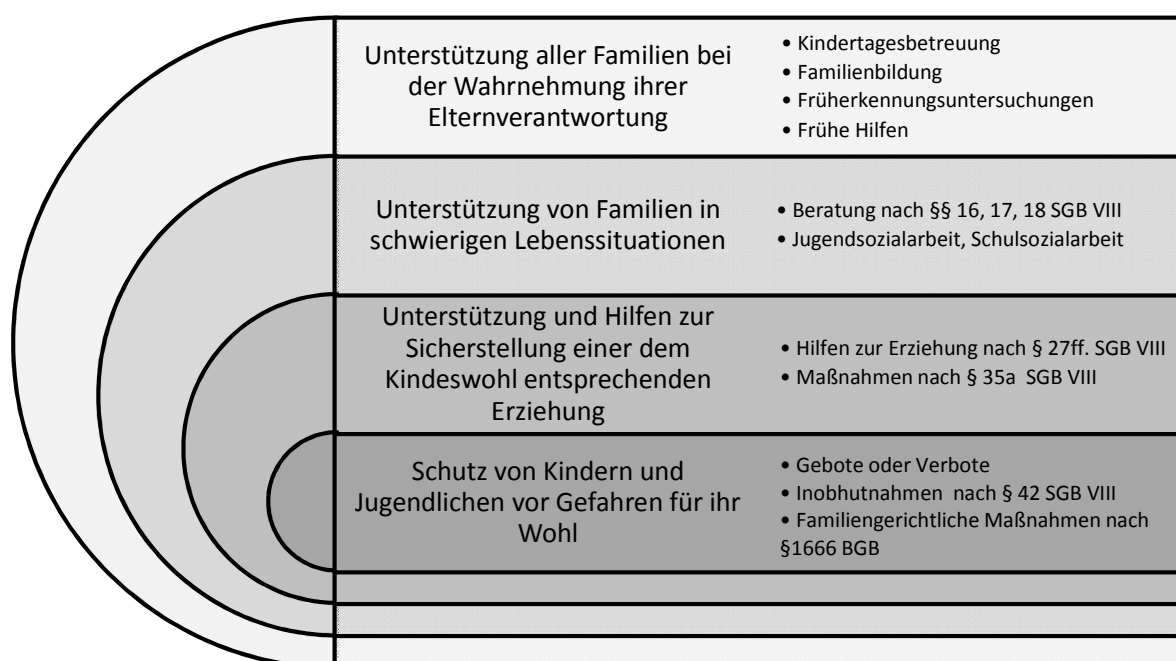 Unterstützung aller Familien bei
der Wahrnehmung ihrer
Elternverantwortung
• Kindertagesbetreuung
• Familienbildung
• Früherkennungsuntersuchungen
• Frühe Hilfen
Unterstützung von Familien in
schwierigen Lebenssituationen
• Beratung nach §§ 16, 17, 18 SGB VIII
• Jugendsozialarbeit, Schulsozialarbeit
Unterstützung und Hilfen zur
Sicherstellung einer dem
Kindeswohl entsprechenden
Erziehung
• Hilfen zur Erziehung nach § 27ff. SGB VIII
• Maßnahmen nach § 35a SGB VIII
Schutz von Kindern und
Jugendlichen vor Gefahren für ihr
Wohl
• Gebote oder Verbote
• Inobhutnahmen nach § 42 SGB VIII
• Familiengerichtliche Maßnahmen nach
§1666 BGB